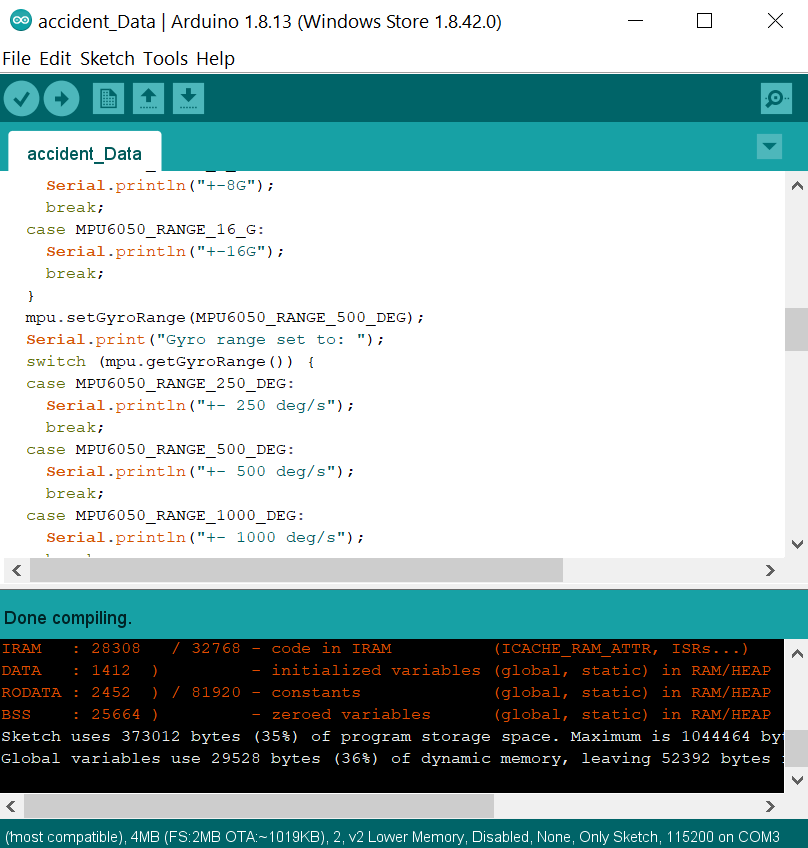 accident_Data | Arduino 1.8.13 (Windows Store 1.8.42.0)
File Edit Sketch Tools Help
accident_Data
Serial.println("+-8G");
break;
case MPU6050_RANGE_16_G:
Serial.println("+-16G");
break;
}
mpu.setGyroRange(MPU6050_RANGE_500_DEG);
Serial.print("Gyro range set to: ");
switch (mpu.getGyroRange()) {
case MPU6050_RANGE_250_DEG:
Serial.println("+- 250 deg/s");
break;
case MPU6050_RANGE_500_DEG:
Serial.println("+- 500 deg/s");
break;
case MPU6050_RANGE_1000_DEG:
Serial.println("+- 1000 deg/s");
Done compiling.
IRAM : 28308 / 32768 - code in IRAM (ICACHE_RAM_ATTR, ISRs...)
DATA : 1412 ) - initialized variables (global, static) in RAM/HEAP
RODATA : 2452 ) / 81920 - constants (global, static) in RAM/HEAP
BSS : 25664 ) - zeroed variables (global, static) in RAM/HEAP
Sketch uses 373012 bytes (35%) of program storage space. Maximum is 1044464 by
Global variables use 29528 bytes (36%) of dynamic memory, leaving 52392 bytes
(most compatible), 4MB (FS:2MB OTA:~1019KB), 2, v2 Lower Memory, Disabled, None, Only Sketch, 115200 on COM3